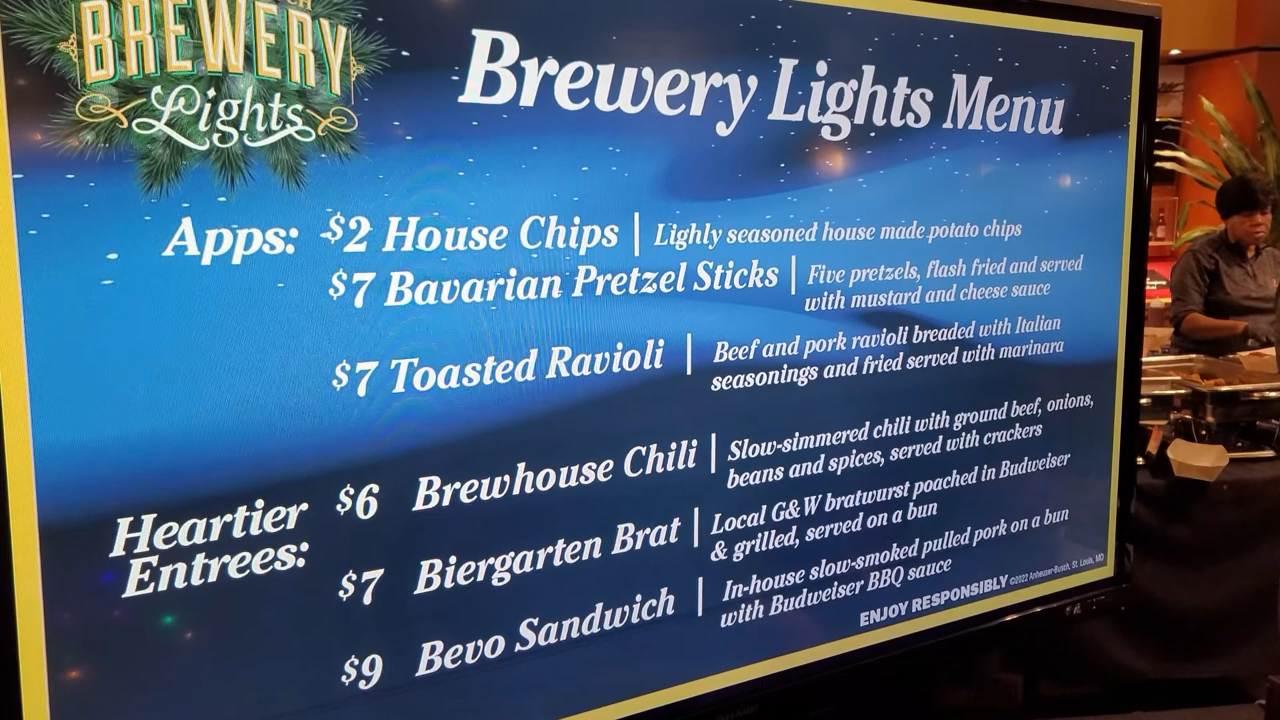 BREWERY
Lights
Brewery Lights Menu
Apps: $2 House Chips | Lighly seasoned house made potato chips
$7 Bavarian Pretzel Sticks | Five pretzels, flash fried and served
with mustard and cheese sauce
$7 Toasted Ravioli | Beef and pork ravioli breaded with Italian
seasonings and fried served with marinara
Heartier
Entrees:
$6 Brewhouse Chili | Slow-simmered chili with ground beef, onions,
beans and spices, served with crackers
$7 Biergarten Brat | Local G&W bratwurst poached in Budweiser
& grilled, served on a bun
$9 Bevo Sandwich | In-house slow-smoked pulled pork on a bun
with Budweiser BBQ sauce
ENJOY RESPONSIBLY ©2022 Anheuser-Busch, St. Louis, MO